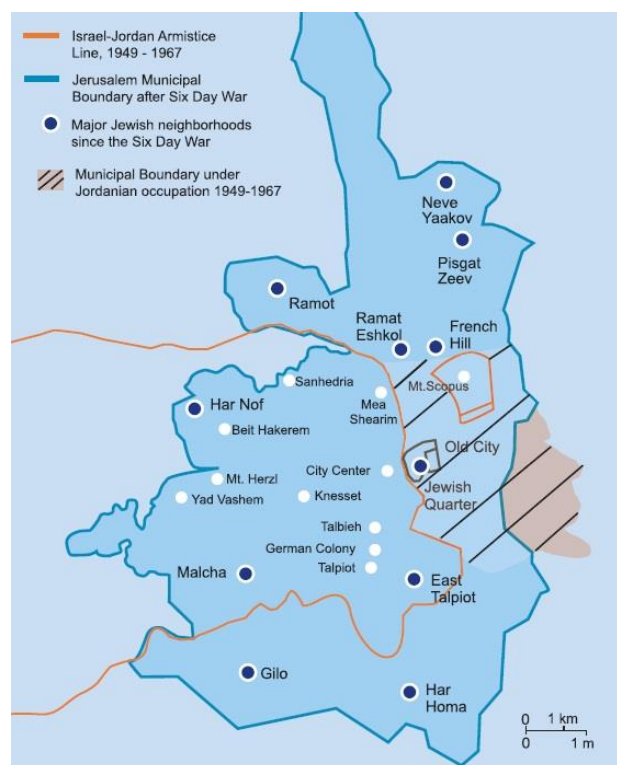 Israel-Jordan Armistice
Line, 1949 - 1967
Jerusalem Municipal
Boundary after Six Day War
Major Jewish neighborhoods
since the Six Day War
Municipal Boundary under
Jordanian occupation 1949-1967
Neve
Yaakov
Pisgat
Zeev
Ramot
Ramat
Eshkol
French
Hill
Sanhedria
Mt.Scopus
Har Nof
Mea
Shearim
Beit Hakerem
Old City
City Center
Mt. Herzl
Jewish
Quarter
Yad Vashem
Knesset
Talbieh
German Colony
Talpiot
Malcha
East
Talpiot
Gilo
Har
Homa
0 1 km
0 1 m